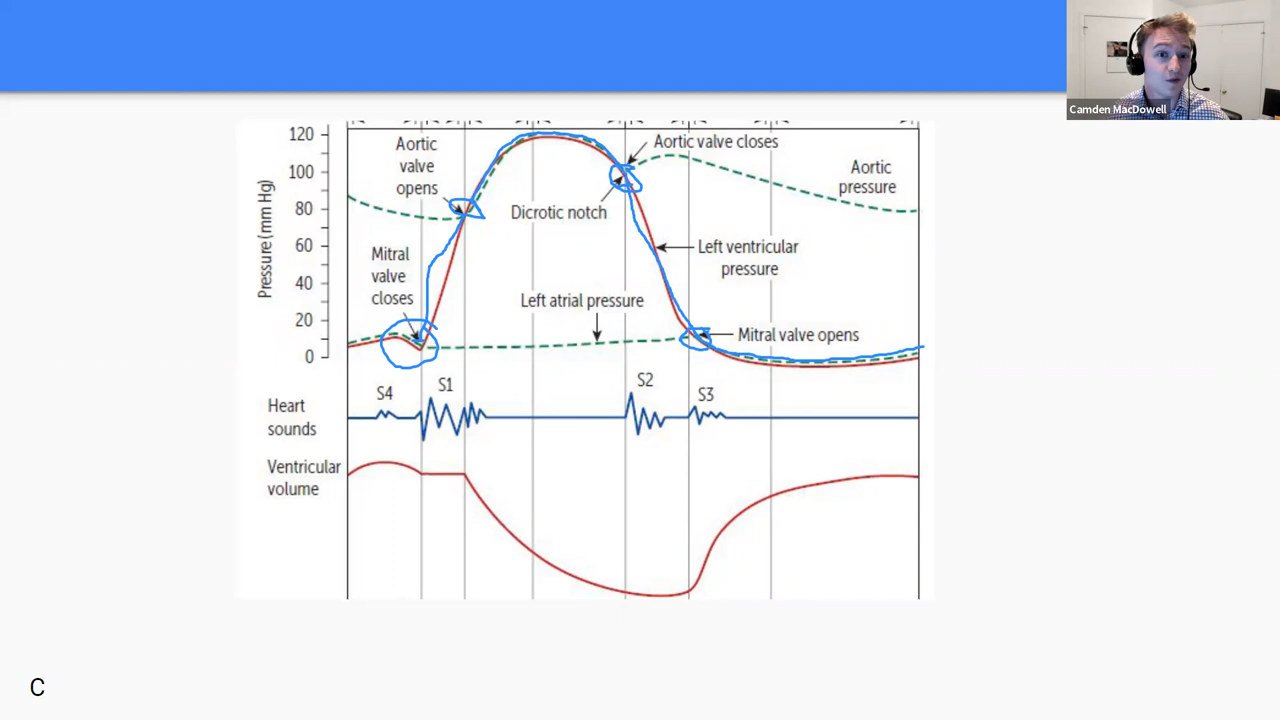 Camden MacDowell
120
100
80
60
40
20
0
Pressure (mm Hg)
Aortic
valve
opens
Aortic valve closes
Aortic
pressure
Dicrotic notch
Mitral
valve
closes
Left ventricular
pressure
Left atrial pressure
Mitral valve opens
S4
S1
S2
S3
Heart
sounds
Ventricular
volume
C